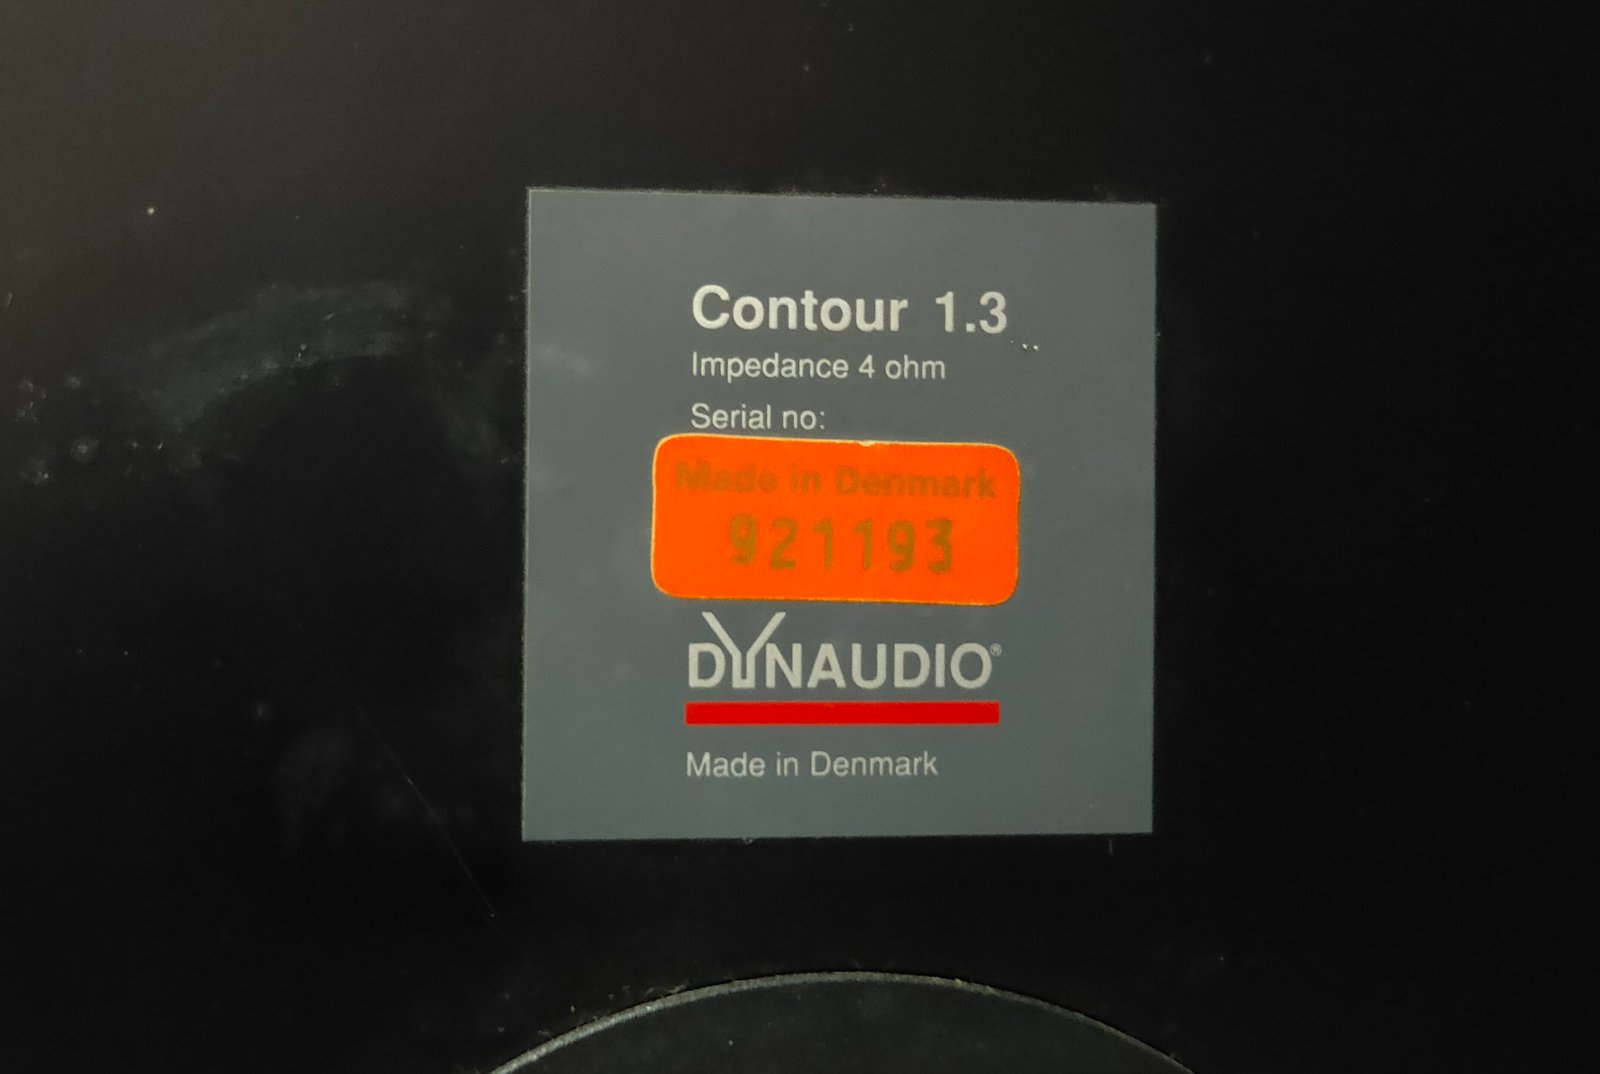 Contour 1.3
Impedance 4 ohm
Serial no:
Made in Denmark
921193
DYNAUDIO®
Made in Denmark